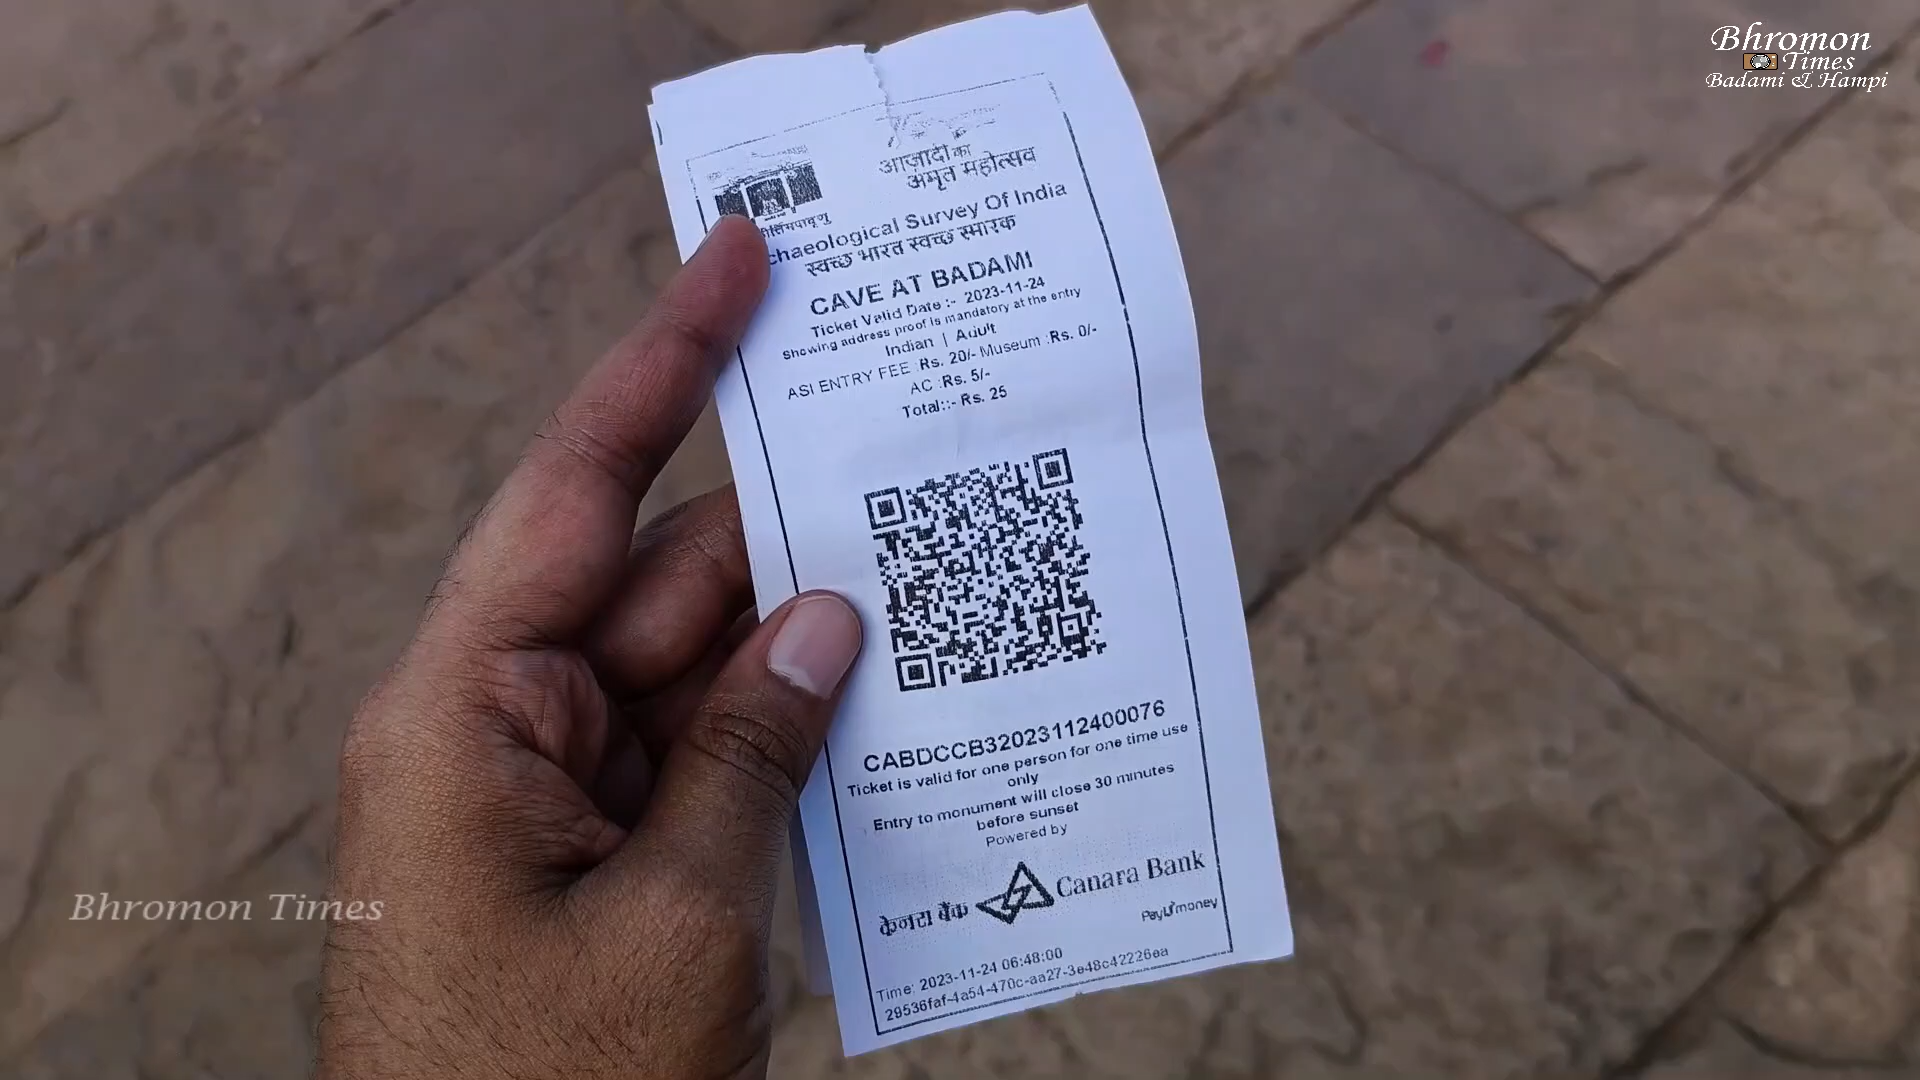 Bhromon
Times
Badami & Hampi
आज़ादी का
अमृत महोत्सव
chaeological Survey Of India
स्वच्छ भारत स्वच्छ स्मारक
CAVE AT BADAMI
Ticket Valid Date :- 2023-11-24
Showing address proof is mandatory at the entry
Indian | Adult
ASI ENTRY FEE :Rs. 20/- Museum :Rs. 0/-
AC :Rs. 5/-
Total::- Rs. 25
CABDCCB32023112400076
Ticket is valid for one person for one time use
only
Entry to monument will close 30 minutes
before sunset
Powered by
केनरा बैंक Canara Bank
PayUmoney
Time: 2023-11-24 06:48:00
29536faf-4a54-470c-aa27-3e48c42226ea
Bhromon Times